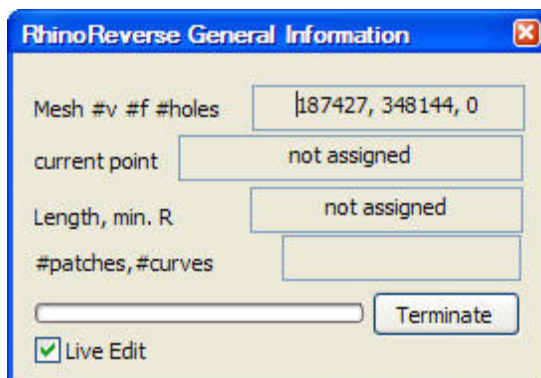 RhinoReverse General Information
Mesh #v #f #holes 187427, 348144, 0
current point not assigned
Length, min. R not assigned
#patches,#curves
Terminate
Live Edit